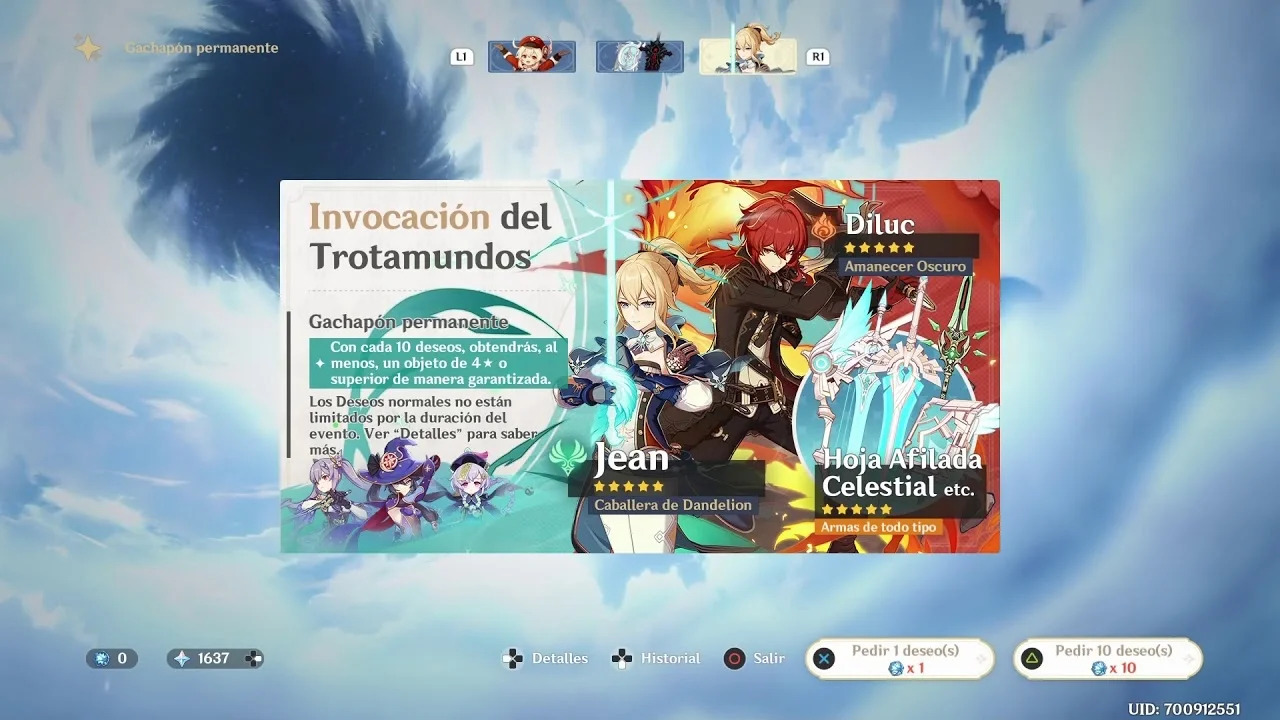 Gachapón permanente
L1
R1
Invocación del
Trotamundos
Gachapón permanente
Con cada 10 deseos, obtendrás, al
menos, un objeto de 4★ o
superior de manera garantizada.
Los Deseos normales no están
limitados por la duración del
evento. Ver “Detalles” para saber
más.
Diluc
Amanecer Oscuro
Jean
Caballera de Dandelion
Hoja Afilada
Celestial etc.
Armas de todo tipo
0
1637
Detalles
Historial
Salir
Pedir 1 deseo(s)
x 1
Pedir 10 deseo(s)
x 10
UID: 700912551